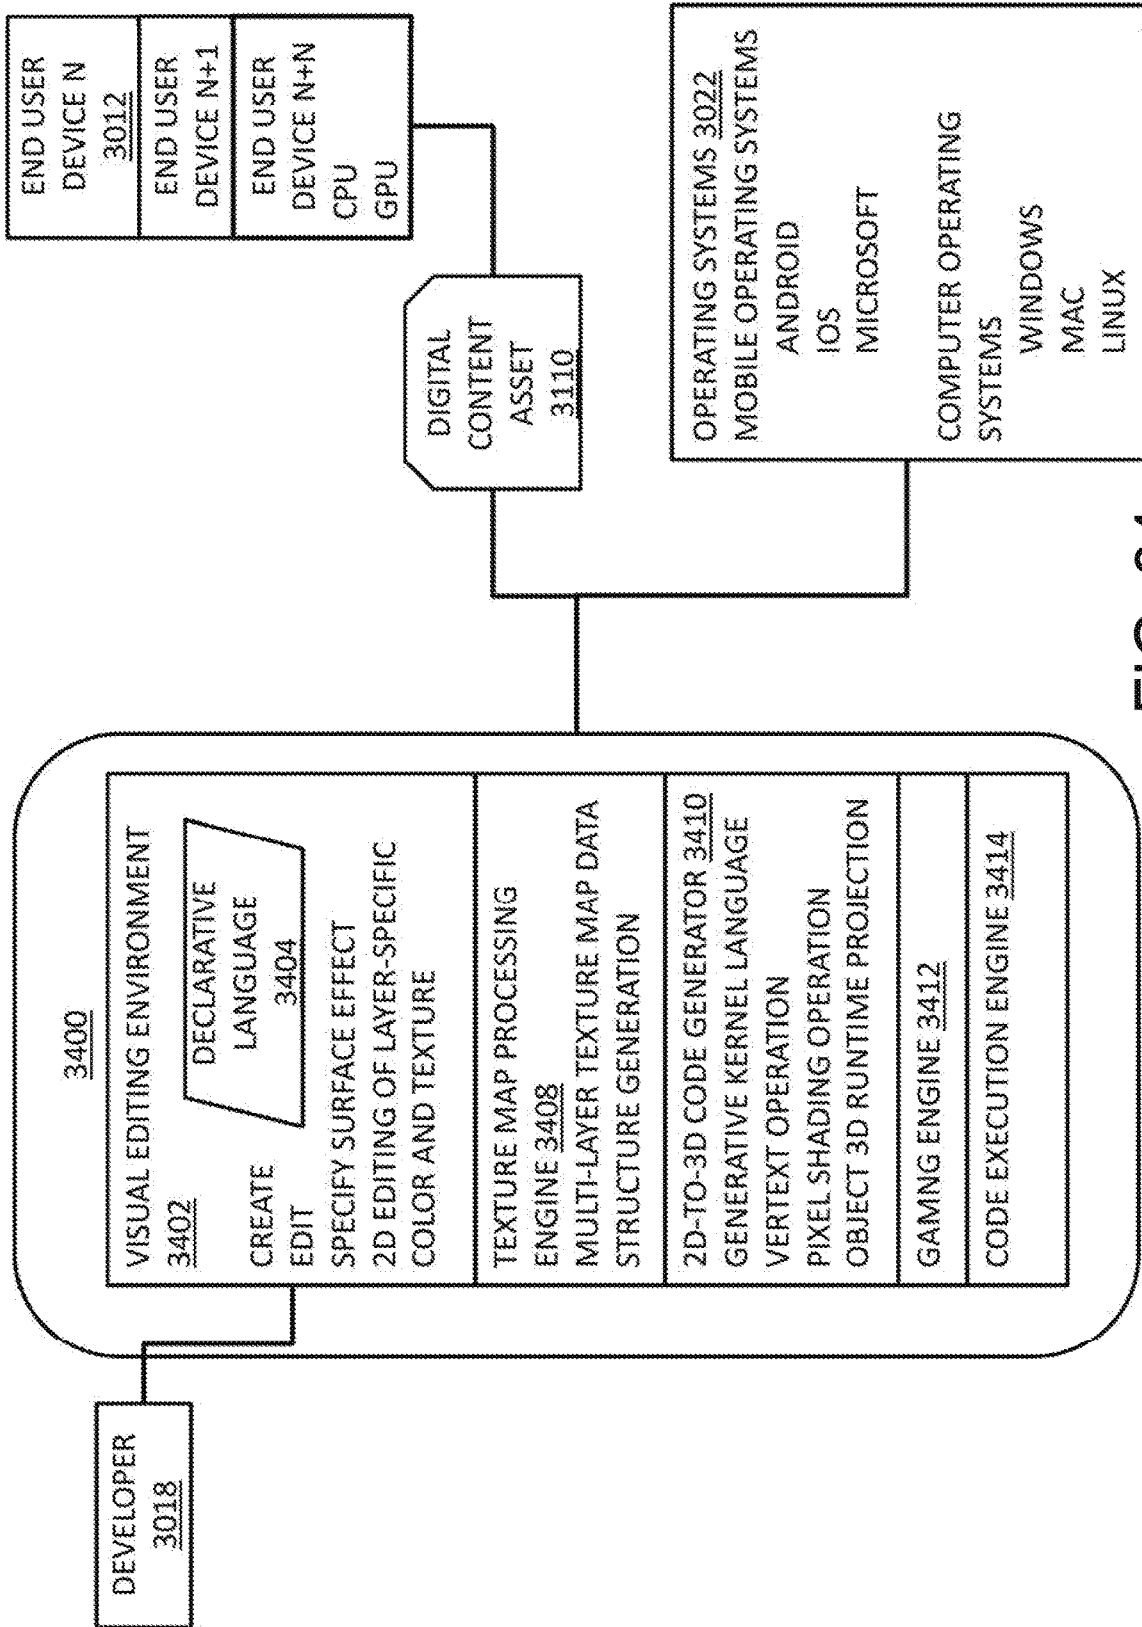 DEVELOPER
3018
3400
VISUAL EDITING ENVIRONMENT
3402
DECLARATIVE
LANGUAGE
3404
CREATE
EDIT
SPECIFY SURFACE EFFECT
2D EDITING OF LAYER-SPECIFIC
COLOR AND TEXTURE
TEXTURE MAP PROCESSING
ENGINE 3408
MULTI-LAYER TEXTURE MAP DATA
STRUCTURE GENERATION
2D-TO-3D CODE GENERATOR 3410
GENERATIVE KERNEL LANGUAGE
VERTEXT OPERATION
PIXEL SHADING OPERATION
OBJECT 3D RUNTIME PROJECTION
GAMNG ENGINE 3412
CODE EXECUTION ENGINE 3414
END USER
DEVICE N
3012
END USER
DEVICE N+1
END USER
DEVICE N+N
CPU
GPU
DIGITAL
CONTENT
ASSET
3110
OPERATING SYSTEMS 3022
MOBILE OPERATING SYSTEMS
ANDROID
IOS
MICROSOFT
COMPUTER OPERATING
SYSTEMS
WINDOWS
MAC
LINUX